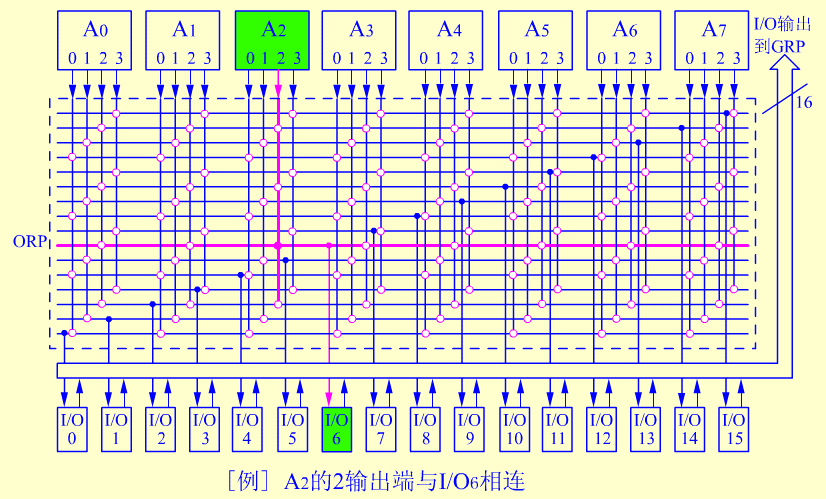 A0 A1 A2 A3 A4 A5 A6 A7
I/O输出
到GRP
0 1 2 3 0 1 2 3 0 1 2 3 0 1 2 3 0 1 2 3 0 1 2 3 0 1 2 3 0 1 2 3
16
ORP
I/O I/O I/O I/O I/O I/O I/O I/O I/O I/O I/O I/O I/O I/O I/O I/O
0 1 2 3 4 5 6 7 8 9 10 11 12 13 14 15
[例] A2的2输出端与I/O6相连